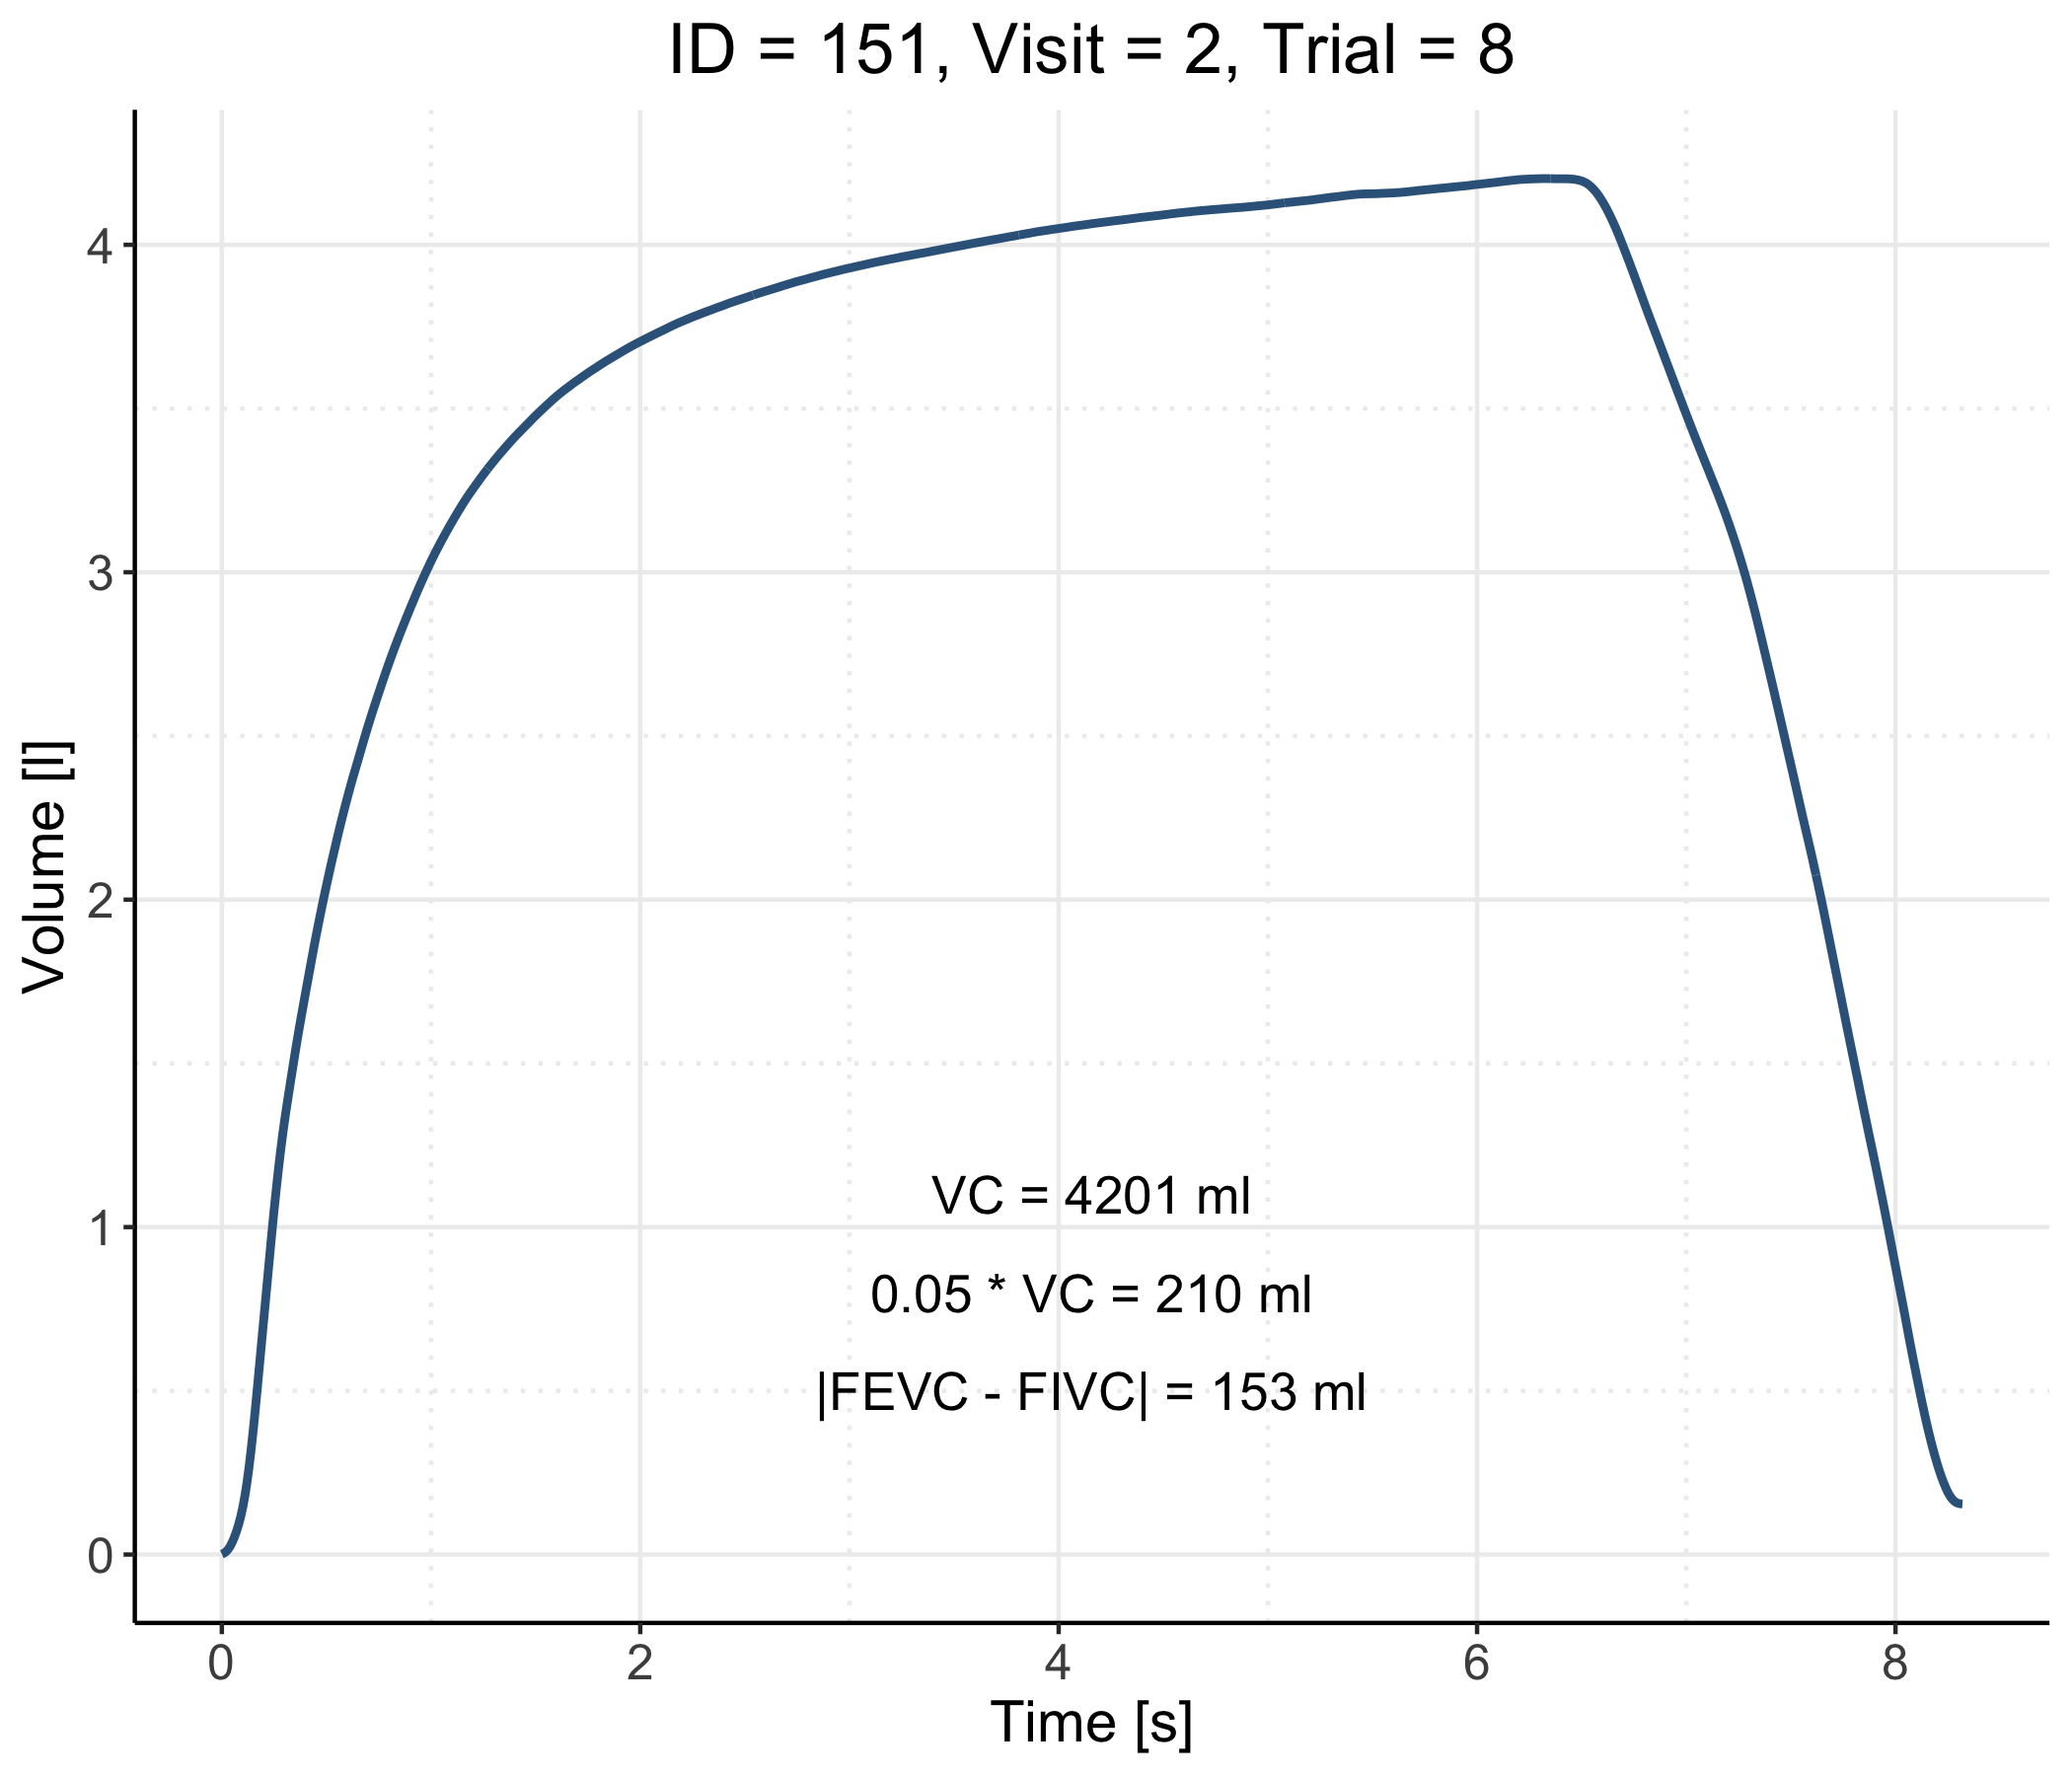 ID = 151, Visit = 2, Trial = 8
Volume [l]
4
3
2
1
0
VC = 4201 ml
0.05 * VC = 210 ml
|FEVC - FIVC| = 153 ml
0 2 4 6 8
Time [s]